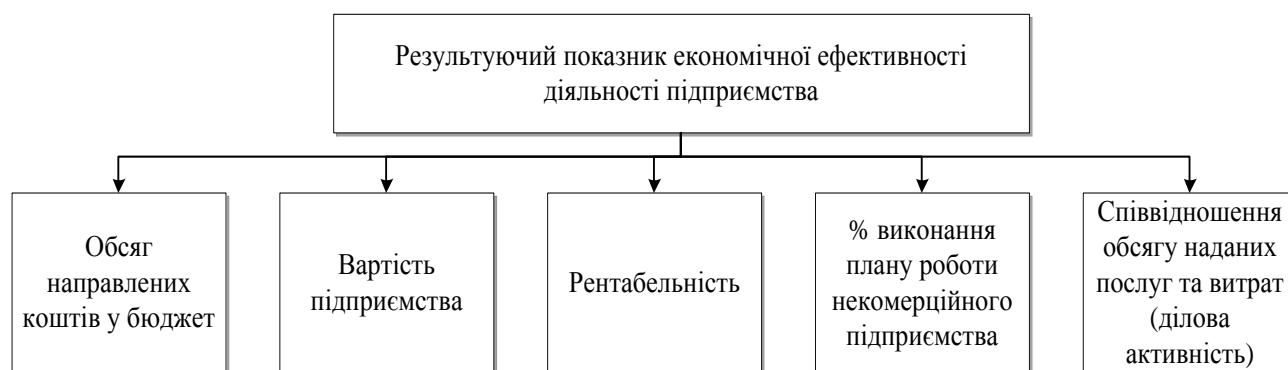 Результуючий показник економічної ефективності
діяльності підприємства
Обсяг
направлених
коштів у бюджет
Вартість
підприємства
Рентабельність
% виконання
плану роботи
некомерційного
підприємства
Співвідношення
обсягу наданих
послуг та витрат
(ділова
активність)